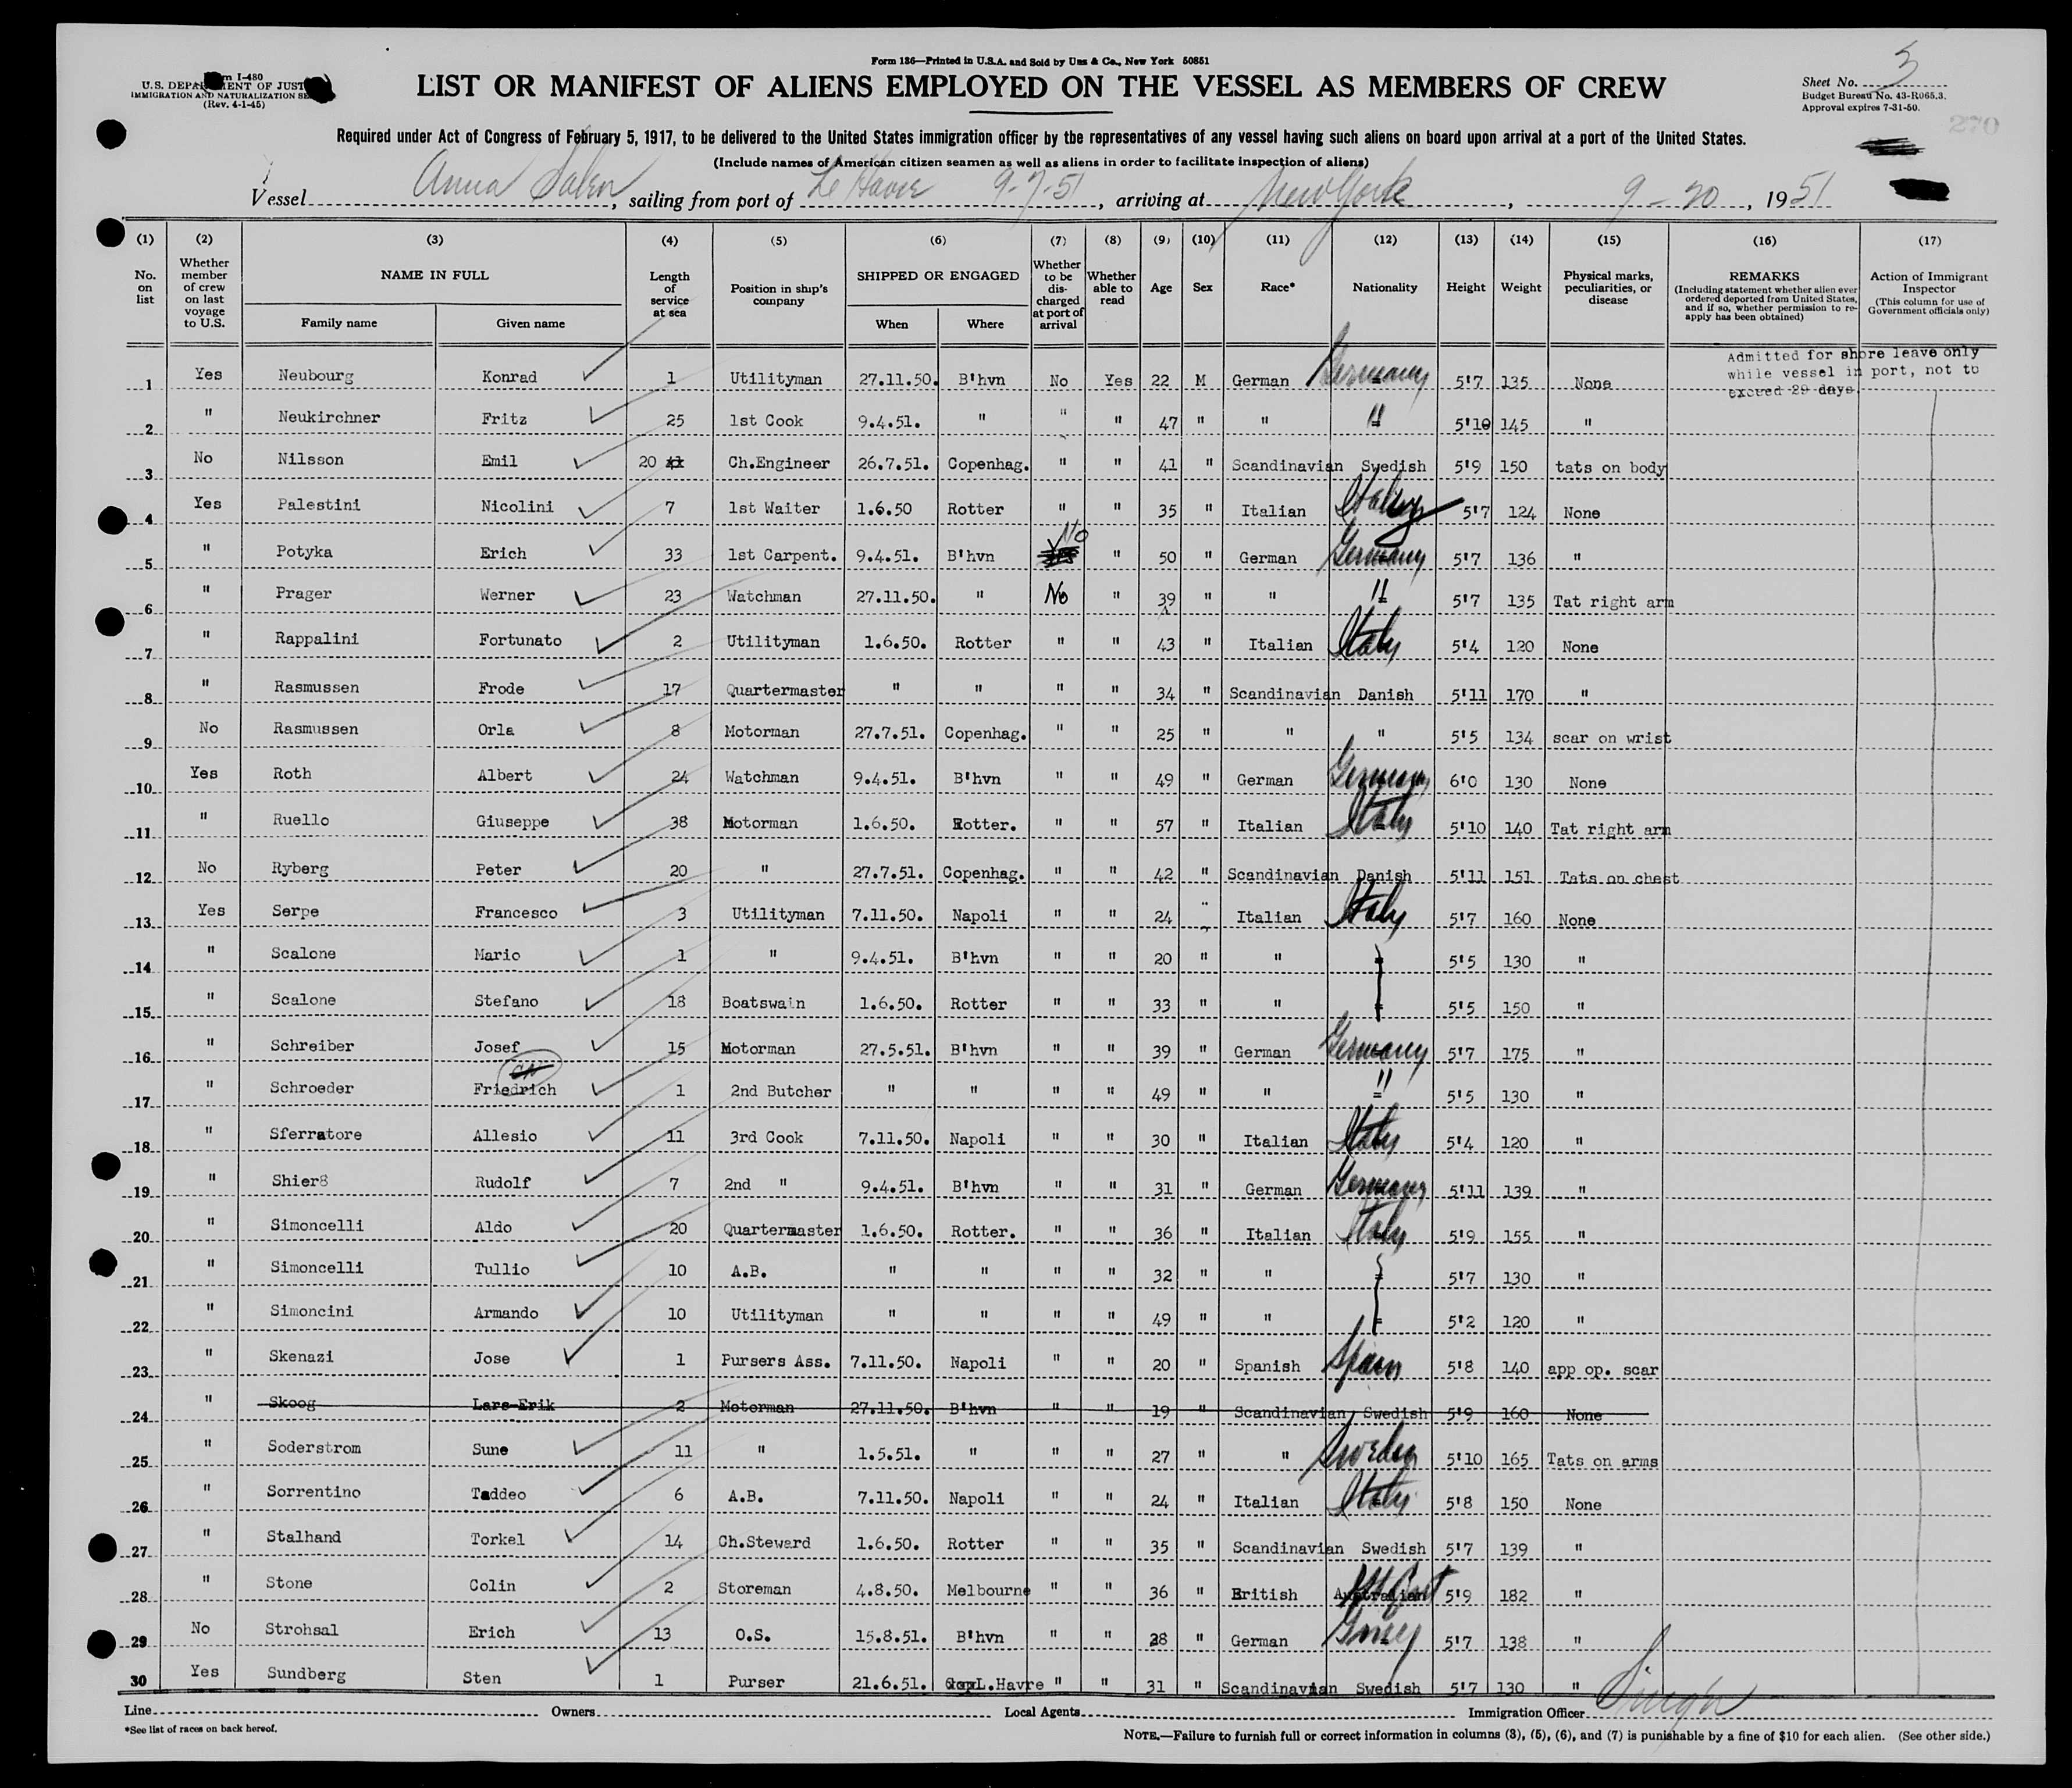 Form 136—Printed in U.S.A. and Sold by Unz & Co., New York 50851
Form I-480
U.S. DEPARTMENT OF JUST
IMMIGRATION AND NATURALIZATION SE
(Rev. 4-1-45)
LIST OR MANIFEST OF ALIENS EMPLOYED ON THE VESSEL AS MEMBERS OF CREW
Sheet No. 3
Budget Bureau No. 43-R065.3.
Approval expires 7-31-50.
270
Required under Act of Congress of February 5, 1917, to be delivered to the United States immigration officer by the representatives of any vessel having such aliens on board upon arrival at a port of the United States.
(Include names of American citizen seamen as well as aliens in order to facilitate inspection of aliens)
Vessel Anna Salen, sailing from port of Le Havre 9-7-51, arriving at New York, 9-20, 1951
(1) (2) (3) (4) (5) (6) (7) (8) (9) (10) (11) (12) (13) (14) (15) (16) (17)
No. on list | Whether member of crew on last voyage to U.S. | NAME IN FULL | Length of service at sea | Position in ship's company | SHIPPED OR ENGAGED | Whether to be discharged at port of arrival | Whether able to read | Age | Sex | Race* | Nationality | Height | Weight | Physical marks, peculiarities, or disease | REMARKS (Including statement whether alien ever ordered deported from United States, and if so, whether permission to re-apply has been obtained) | Action of Immigrant Inspector (This column for use of Government officials only)
Family name | Given name | When | Where
Admitted for shore leave only
while vessel in port, not to
exceed 29 days.
1 Yes Neubourg Konrad 1 Utilityman 27.11.50. B'hvn No Yes 22 M German Germany 5'7 135 None
2 " Neukirchner Fritz 25 1st Cook 9.4.51. " " " 47 " " " 5'10 145 "
3 No Nilsson Emil 20 Ch.Engineer 26.7.51. Copenhag. " " 41 " Scandinavian Swedish 5'9 150 tats on body
4 Yes Palestini Nicolini 7 1st Waiter 1.6.50 Rotter " " 35 " Italian Italy 5'7 124 None
5 " Potyka Erich 33 1st Carpent. 9.4.51. B'hvn No " 50 " German Germany 5'7 136 "
6 " Prager Werner 23 Watchman 27.11.50. " No " 39 " " " 5'7 135 Tat right arm
7 " Rappalini Fortunato 2 Utilityman 1.6.50. Rotter " " 43 " Italian Italy 5'4 120 None
8 " Rasmussen Frode 17 Quartermaster " " " " 34 " Scandinavian Danish 5'11 170 "
9 No Rasmussen Orla 8 Motorman 27.7.51. Copenhag. " " 25 " " " 5'5 134 scar on wrist
10 Yes Roth Albert 24 Watchman 9.4.51. B'hvn " " 49 " German Germany 6'0 130 None
11 " Ruello Giuseppe 38 Motorman 1.6.50. Rotter. " " 57 " Italian Italy 5'10 140 Tat right arm
12 No Ryberg Peter 20 " 27.7.51. Copenhag. " " 42 " Scandinavian Danish 5'11 151 Tats on chest
13 Yes Serpe Francesco 3 Utilityman 7.11.50. Napoli " " 24 " Italian Italy 5'7 160 None
14 " Scalone Mario 1 " 9.4.51. B'hvn " " 20 " " " 5'5 130 "
15 " Scalone Stefano 18 Boatswain 1.6.50. Rotter " " 33 " " " 5'5 150 "
16 " Schreiber Josef 15 Motorman 27.5.51. B'hvn " " 39 " German Germany 5'7 175 "
17 " Schroeder Friedrich 1 2nd Butcher " " " " 49 " " " 5'5 130 "
18 " Sferratore Allesio 11 3rd Cook 7.11.50. Napoli " " 30 " Italian Italy 5'4 120 "
19 " Shier8 Rudolf 7 2nd " 9.4.51. B'hvn " " 31 " German Germany 5'11 139 "
20 " Simoncelli Aldo 20 Quartermaster 1.6.50. Rotter. " " 36 " Italian Italy 5'9 155 "
21 " Simoncelli Tullio 10 A.B. " " " " 32 " " " 5'7 130 "
22 " Simoncini Armando 10 Utilityman " " " " 49 " " " 5'2 120 "
23 " Skenazi Jose 1 Pursers Ass. 7.11.50. Napoli " " 20 " Spanish Spain 5'8 140 app op. scar
24 " Skoog Lars-Erik 2 Motorman 27.11.50. B'hvn " " 19 " Scandinavian Swedish 5'9 160 None
25 " Soderstrom Sune 11 " 1.5.51. " " " 27 " " Sweden 5'10 165 Tats on arms
26 " Sorrentino Taddeo 6 A.B. 7.11.50. Napoli " " 24 " Italian Italy 5'8 150 None
27 " Stalhand Torkel 14 Ch.Steward 1.6.50. Rotter " " 35 " Scandinavian Swedish 5'7 139 "
28 " Stone Colin 2 Storeman 4.8.50. Melbourne " " 36 " British Australian 5'9 182 "
29 No Strohsal Erich 13 O.S. 15.8.51. B'hvn " " 28 " German 5'7 138 "
30 Yes Sundberg Sten 1 Purser 21.6.51. L.Havre " " 31 " Scandinavian Swedish 5'7 130 "
Line Owners Local Agents Immigration Officer
*See list of races on back hereof.
NOTE.—Failure to furnish full or correct information in columns (3), (5), (6), and (7) is punishable by a fine of $10 for each alien. (See other side.)